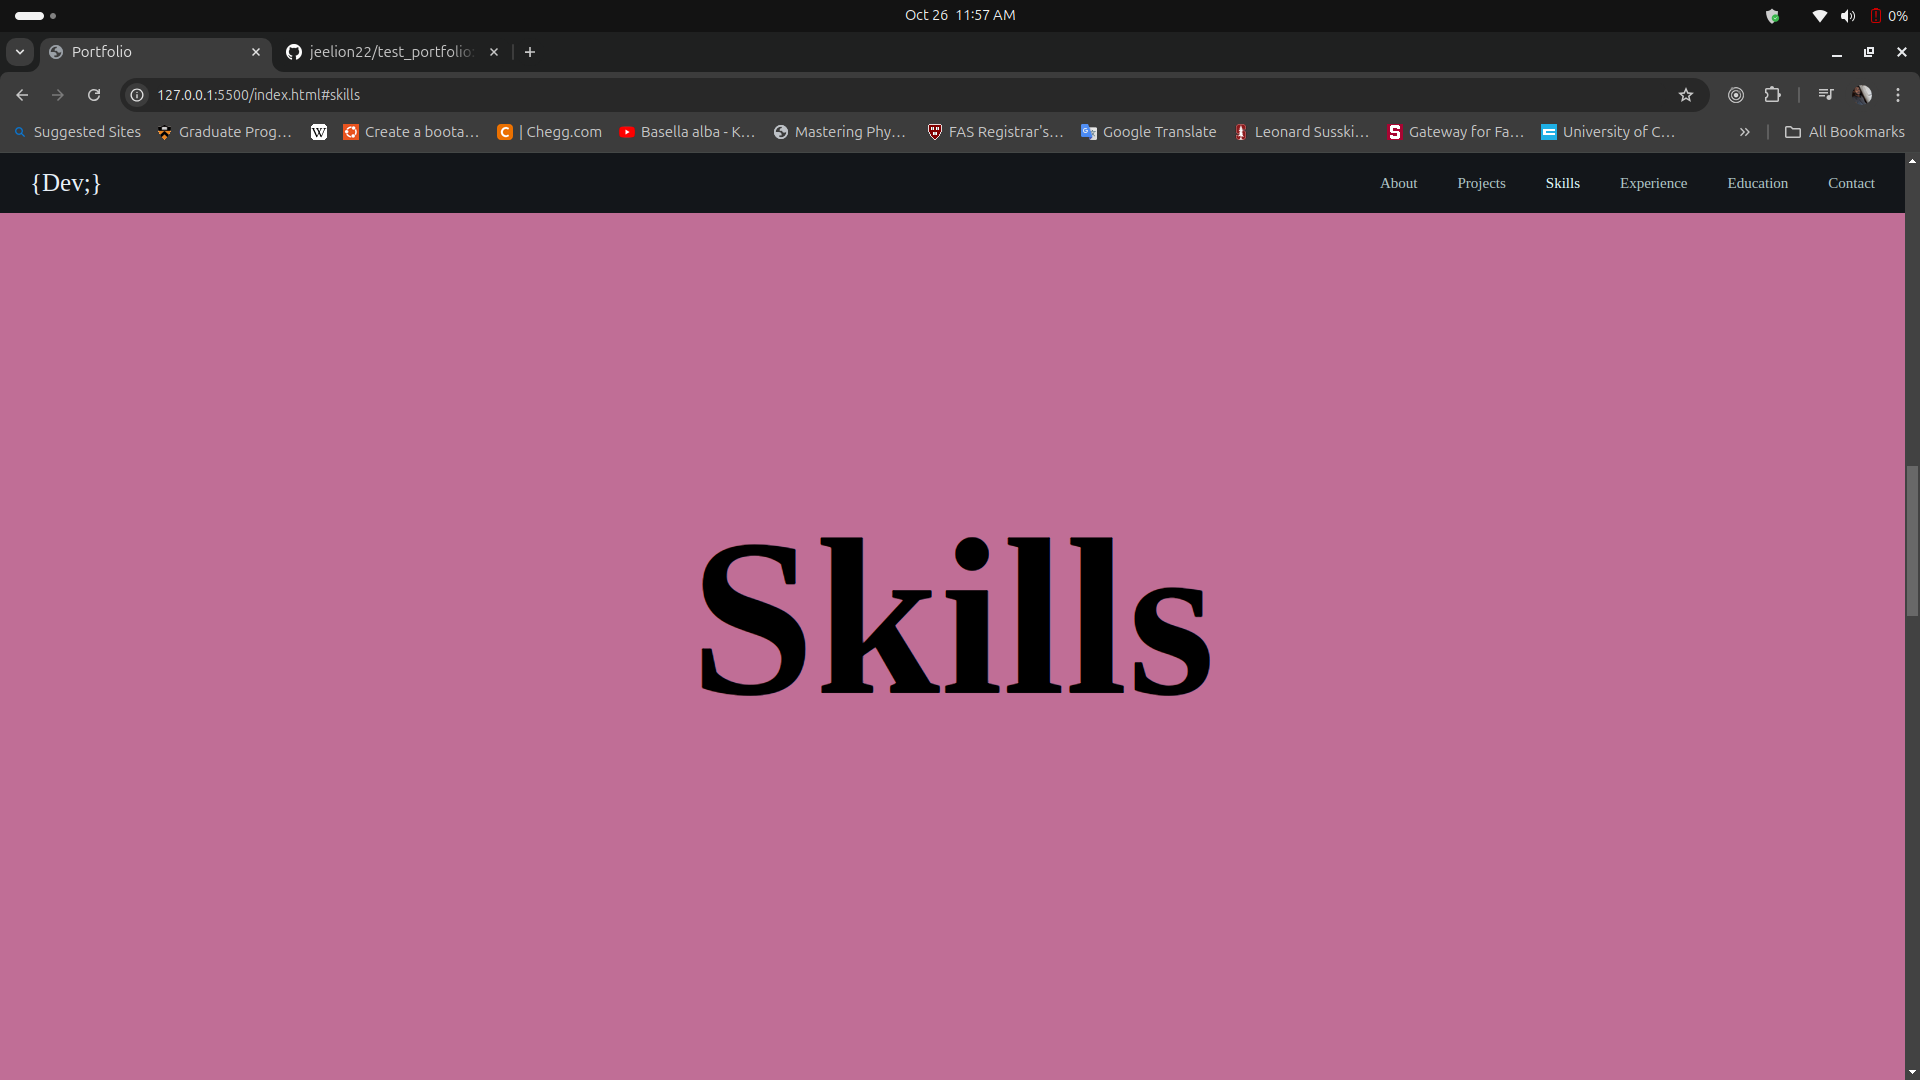 Oct 26 11:57 AM
0%
Portfolio
jeelion22/test_portfolio
127.0.0.1:5500/index.html#skills
Suggested Sites
Graduate Prog...
W
Create a boota...
C
| Chegg.com
Basella alba - K...
Mastering Phy...
FAS Registrar's...
G
Google Translate
Leonard Susski...
S
Gateway for Fa...
University of C...
All Bookmarks
{Dev;}
About
Projects
Skills
Experience
Education
Contact
Skills